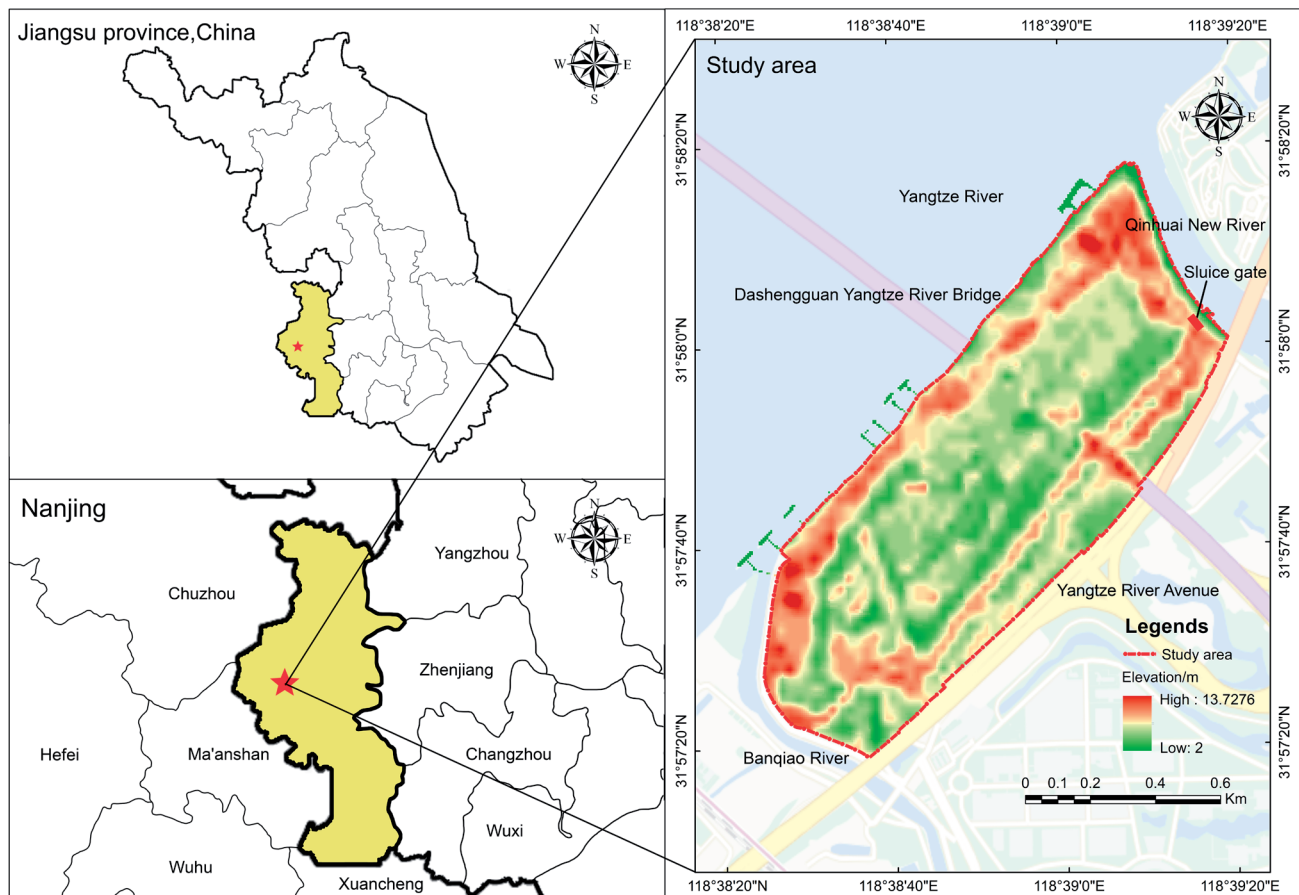 Jiangsu province,China
N
W
E
S
Nanjing
N
W
E
S
Yangzhou
Chuzhou
Zhenjiang
Hefei
Ma'anshan
Changzhou
Wuxi
Wuhu
Xuancheng
118°38'20"E
118°38'40"E
119°39'0"E
118°39'20"E
Study area
N
W
E
S
31°58'20"N
31°58'20"N
Yangtze River
Qinhuai New River
Sluice gate
Dashengguan Yangtze River Bridge
31°58'0"N
31°58'0"N
31°57'40"N
31°57'40"N
Yangtze River Avenue
Legends
Study area
Elevation/m
High : 13.7276
Low: 2
31°57'20"N
31°57'20"N
Banqiao River
0 0.1 0.2 0.4 0.6
Km
118°38'20"E
118°38'40"E
118°39'0"E
118°39'20"E